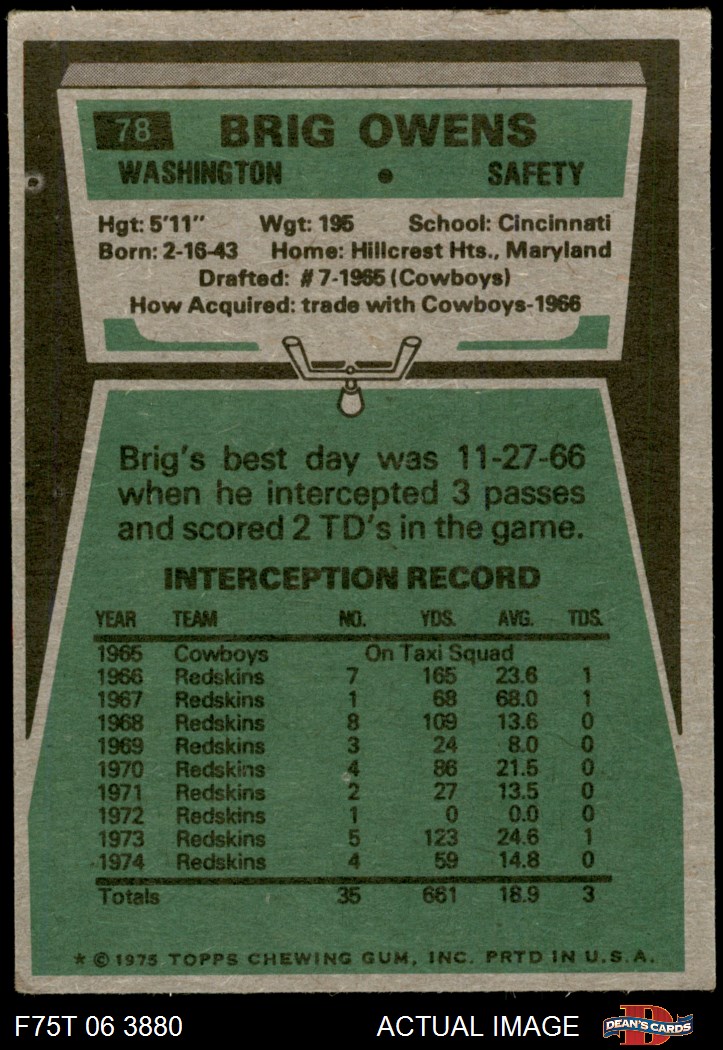 78 BRIG OWENS
WASHINGTON • SAFETY
Hgt: 5'11" Wgt: 195 School: Cincinnati
Born: 2-16-43 Home: Hillcrest Hts., Maryland
Drafted: #7-1965 (Cowboys)
How Acquired: trade with Cowboys-1966
Brig's best day was 11-27-66
when he intercepted 3 passes
and scored 2 TD's in the game.
INTERCEPTION RECORD
YEAR TEAM NO. YDS. AVG. TDS.
1965 Cowboys On Taxi Squad
1966 Redskins 7 165 23.6 1
1967 Redskins 1 68 68.0 1
1968 Redskins 8 109 13.6 0
1969 Redskins 3 24 8.0 0
1970 Redskins 4 86 21.5 0
1971 Redskins 2 27 13.5 0
1972 Redskins 1 0 0.0 0
1973 Redskins 5 123 24.6 1
1974 Redskins 4 59 14.8 0
Totals 35 661 18.9 3
* © 1975 TOPPS CHEWING GUM, INC. PRTD IN U.S.A.
F75T 06 3880 ACTUAL IMAGE D DEAN'S CARDS